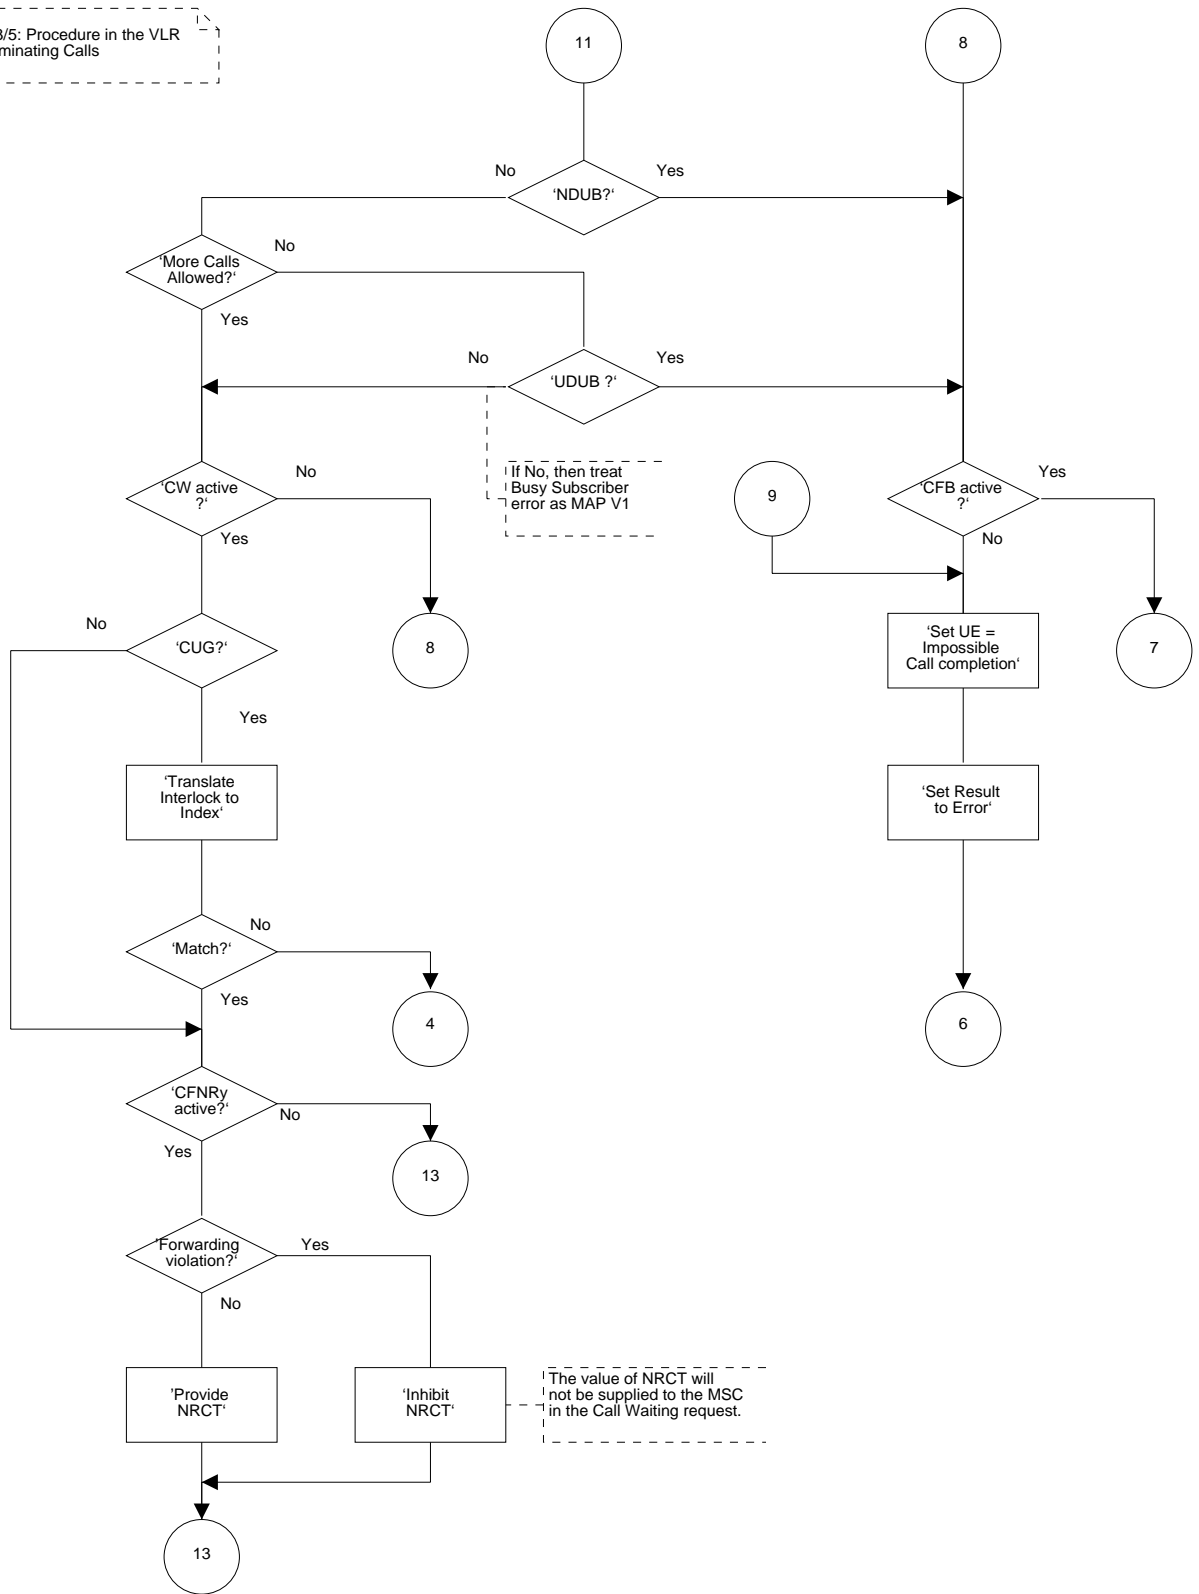 3/5: Procedure in the VLR
minating Calls
11
8
No
Yes
‘NDUB?‘
No
‘More Calls
Allowed?‘
Yes
No
Yes
‘UDUB ?‘
No
‘CW active
?‘
Yes
If No, then treat
Busy Subscriber
error as MAP V1
9
Yes
‘CFB active
?‘
No
No
‘CUG?‘
8
‘Set UE =
Impossible
Call completion‘
7
Yes
‘Translate
Interlock to
Index‘
‘Set Result
to Error‘
No
‘Match?‘
Yes
4
6
‘CFNRy
active?‘
No
Yes
13
‘Forwarding
violation?‘
Yes
No
’Provide
NRCT‘
‘Inhibit
NRCT‘
The value of NRCT will
not be supplied to the MSC
in the Call Waiting request.
13